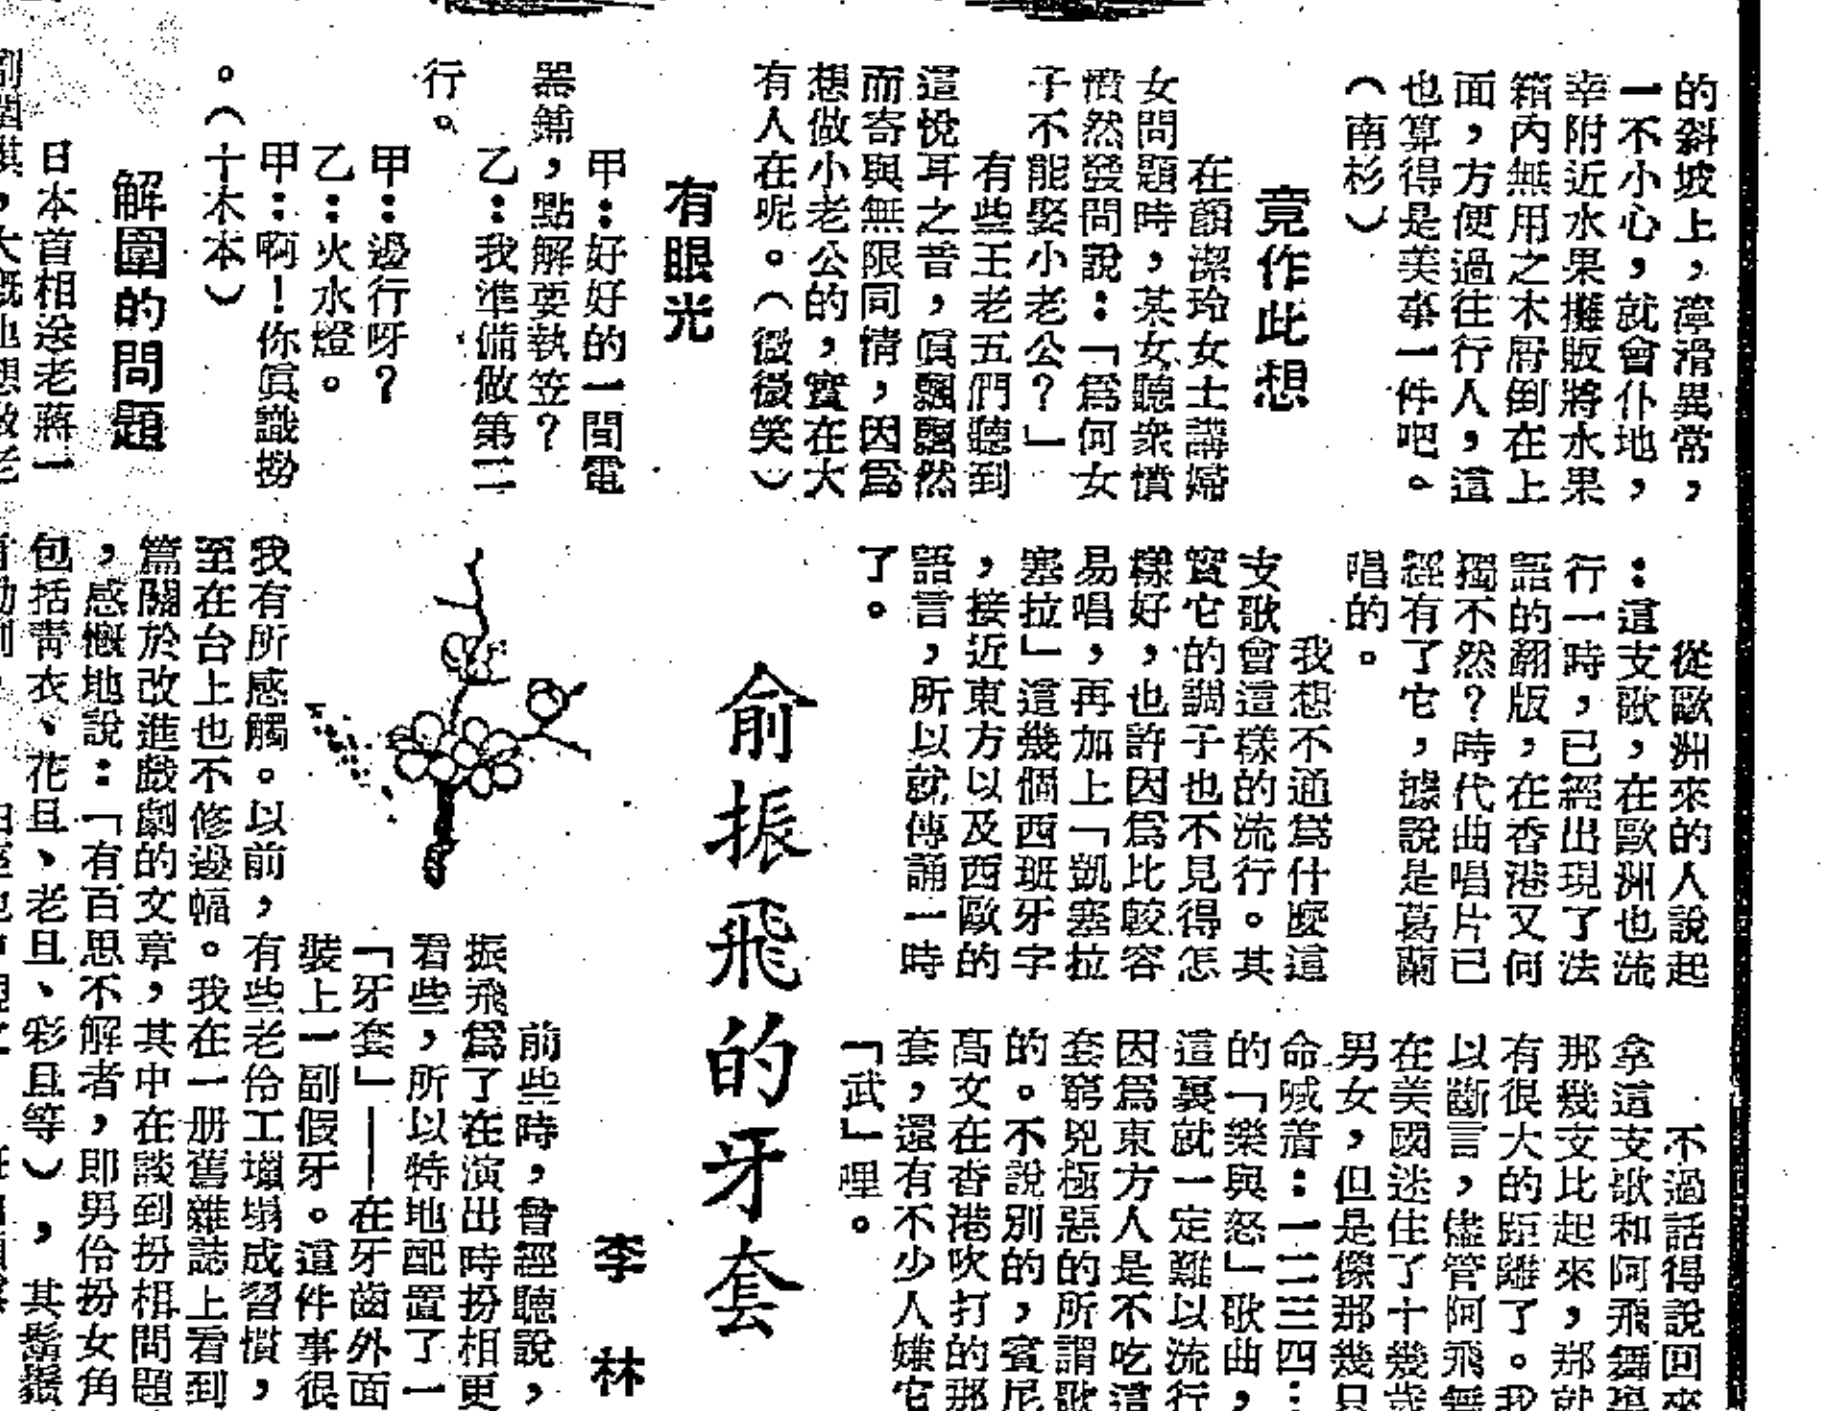 的斜坡上，濘滑異常，
一不小心，就會仆地，
幸附近水果攤販將水果
箱內無用之木屑倒在上
面，方便過往行人，這
也算得是美事一件吧。
（南杉）
竟作此想
在顏潔玲女士講婦
女問題時，某女聽衆憤
憤然發問說：「爲何女
子不能娶小老公？」
有些王老五們聽到
這悅耳之音，眞飄飄然
而寄與無限同情，因爲
想做小老公的，實在大
有人在呢。（微微笑）
有眼光
甲：好好的一間電
器鋪，點解要執笠？
乙：我準備做第二
行。
甲：邊行呀？
乙：火水燈。
甲：啊！你眞識撈
。（十木本）
解圍的問題
日本首相送老蔣一
從歐洲來的人說起
：這支歌，在歐洲也流
行一時，已經出現了法
語的翻版，在香港又何
獨不然？時代曲唱片已
經有了它，據說是葛蘭
唱的。
我想不通爲什麼這
支歌會這樣的流行。其
實它的調子也不見得怎
樣好，也許因爲比較容
易唱，再加上「凱塞拉
塞拉」這幾個西班牙字
，接近東方以及西歐的
語言，所以就傳誦一時
了。
不過話得說回來
拿這支歌和阿飛舞
那幾支比起來，那就
有很大的距離了。我
以斷言，儘管阿飛舞
在美國迷住了十幾歲
男女，但是像那幾只
命喊着：一二三四：
的「樂與怒」歌曲，
這裏就一定難以流行
因爲東方人是不吃這
套窮兇極惡的所謂歌
的。不說別的，賓尼
高文在香港吹打的那
套，還有不少人嫌它
「武」哩。
俞振飛的牙套
李林
前些時，曾經聽說，
振飛爲了在演出時扮相更
看些，所以特地配置了一
「牙套」——在牙齒外面
裝上一副假牙。這件事很
我有所感觸。以前，有些老伶工邋塌成習慣，
至在台上也不修邊幅。我在一册舊雜誌上看到
篇關於改進戲劇的文章，其中在談到扮相問題
，感慨地說：「有百思不解者，即男伶扮女角
包括靑衣、花旦、老旦、彩旦等），其鬍鬚